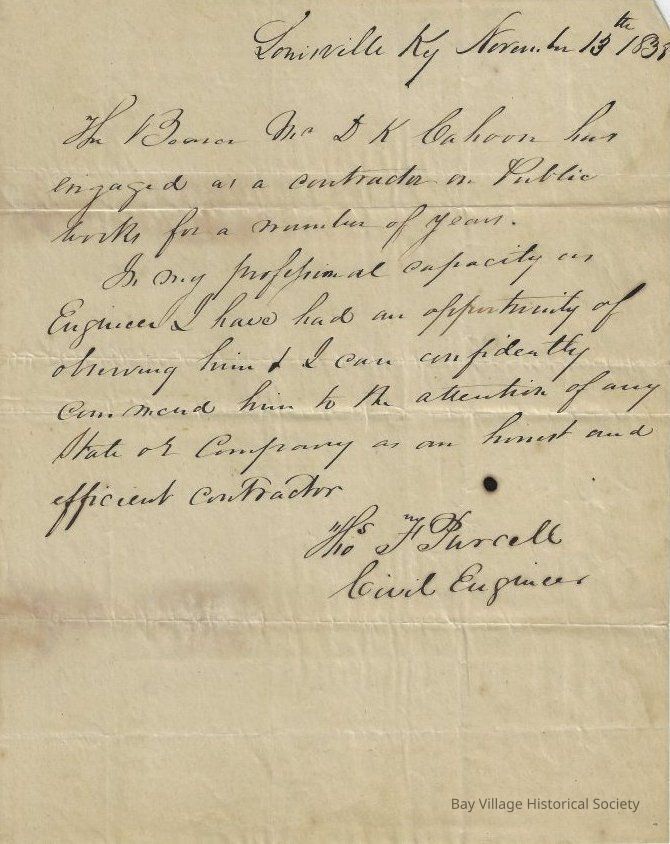 Louisville Ky November 13th 183
The Bearer Mr D K Cahoon has
engaged as a contractor on Public
works for a number of years.
In my professional capacity as
Engineer I have had an opportunity of
observing him & I can confidently
commend him to the attention of any
State or Company as an honest and
efficient contractor
Thos F Purcell
Civil Engineer
Bay Village Historical Society